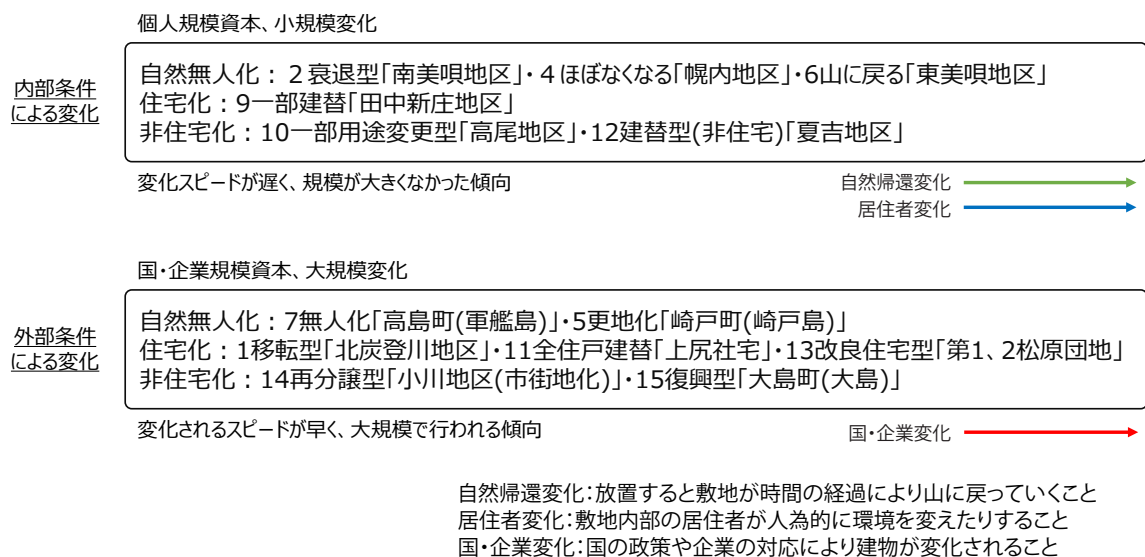 個人規模資本、小規模変化
内部条件
による変化
自然無人化：２衰退型「南美唄地区」・４ほぼなくなる「幌内地区」・6山に戻る「東美唄地区」
住宅化：9一部建替「田中新庄地区」
非住宅化：10一部用途変更型「高尾地区」・12建替型(非住宅)「夏吉地区」
変化スピードが遅く、規模が大きくなかった傾向
自然帰還変化
居住者変化
国・企業規模資本、大規模変化
外部条件
による変化
自然無人化：7無人化「高島町(軍艦島)」・5更地化「崎戸町(崎戸島)」
住宅化：1移転型「北炭登川地区」・11全住戸建替「上尻社宅」・13改良住宅型「第1、2松原団地」
非住宅化：14再分譲型「小川地区(市街地化)」・15復興型「大島町(大島)」
変化されるスピードが早く、大規模で行われる傾向
国・企業変化
自然帰還変化：放置すると敷地が時間の経過により山に戻っていくこと
居住者変化：敷地内部の居住者が人為的に環境を変えたりすること
国・企業変化：国の政策や企業の対応により建物が変化されること